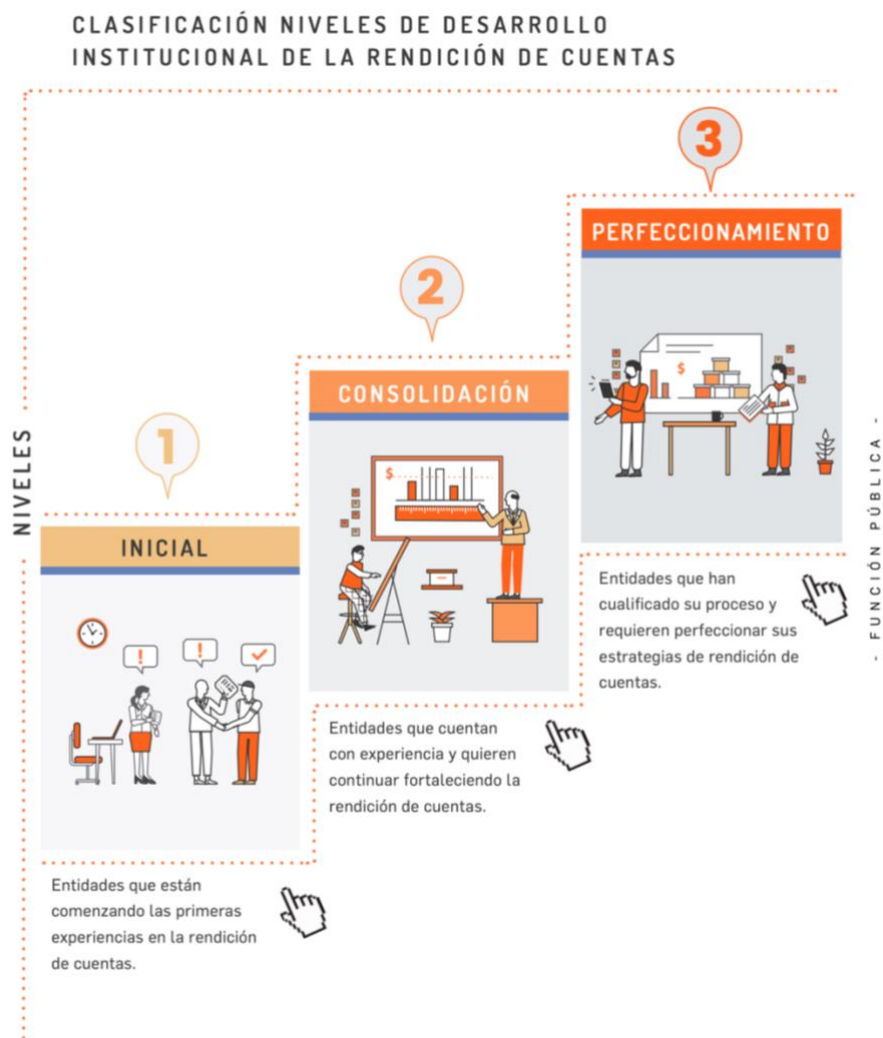 CLASIFICACIÓN NIVELES DE DESARROLLO
INSTITUCIONAL DE LA RENDICIÓN DE CUENTAS
NIVELES
1
INICIAL
Entidades que están
comenzando las primeras
experiencias en la rendición
de cuentas.
2
CONSOLIDACIÓN
$
Entidades que cuentan
con experiencia y quieren
continuar fortaleciendo la
rendición de cuentas.
3
PERFECCIONAMIENTO
$
Entidades que han
cualificado su proceso y
requieren perfeccionar sus
estrategias de rendición de
cuentas.
- FUNCIÓN PÚBLICA -